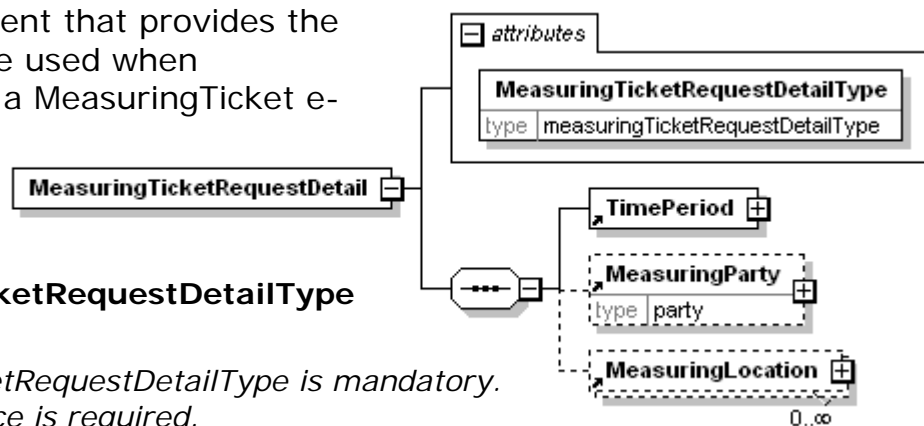 ent that provides the
e used when
a MeasuringTicket e-
attributes
MeasuringTicketRequestDetailType
type measuringTicketRequestDetailType
MeasuringTicketRequestDetail
TimePeriod
MeasuringParty
type party
MeasuringLocation
0..∞
ketRequestDetailType
etRequestDetailType is mandatory.
ce is required.